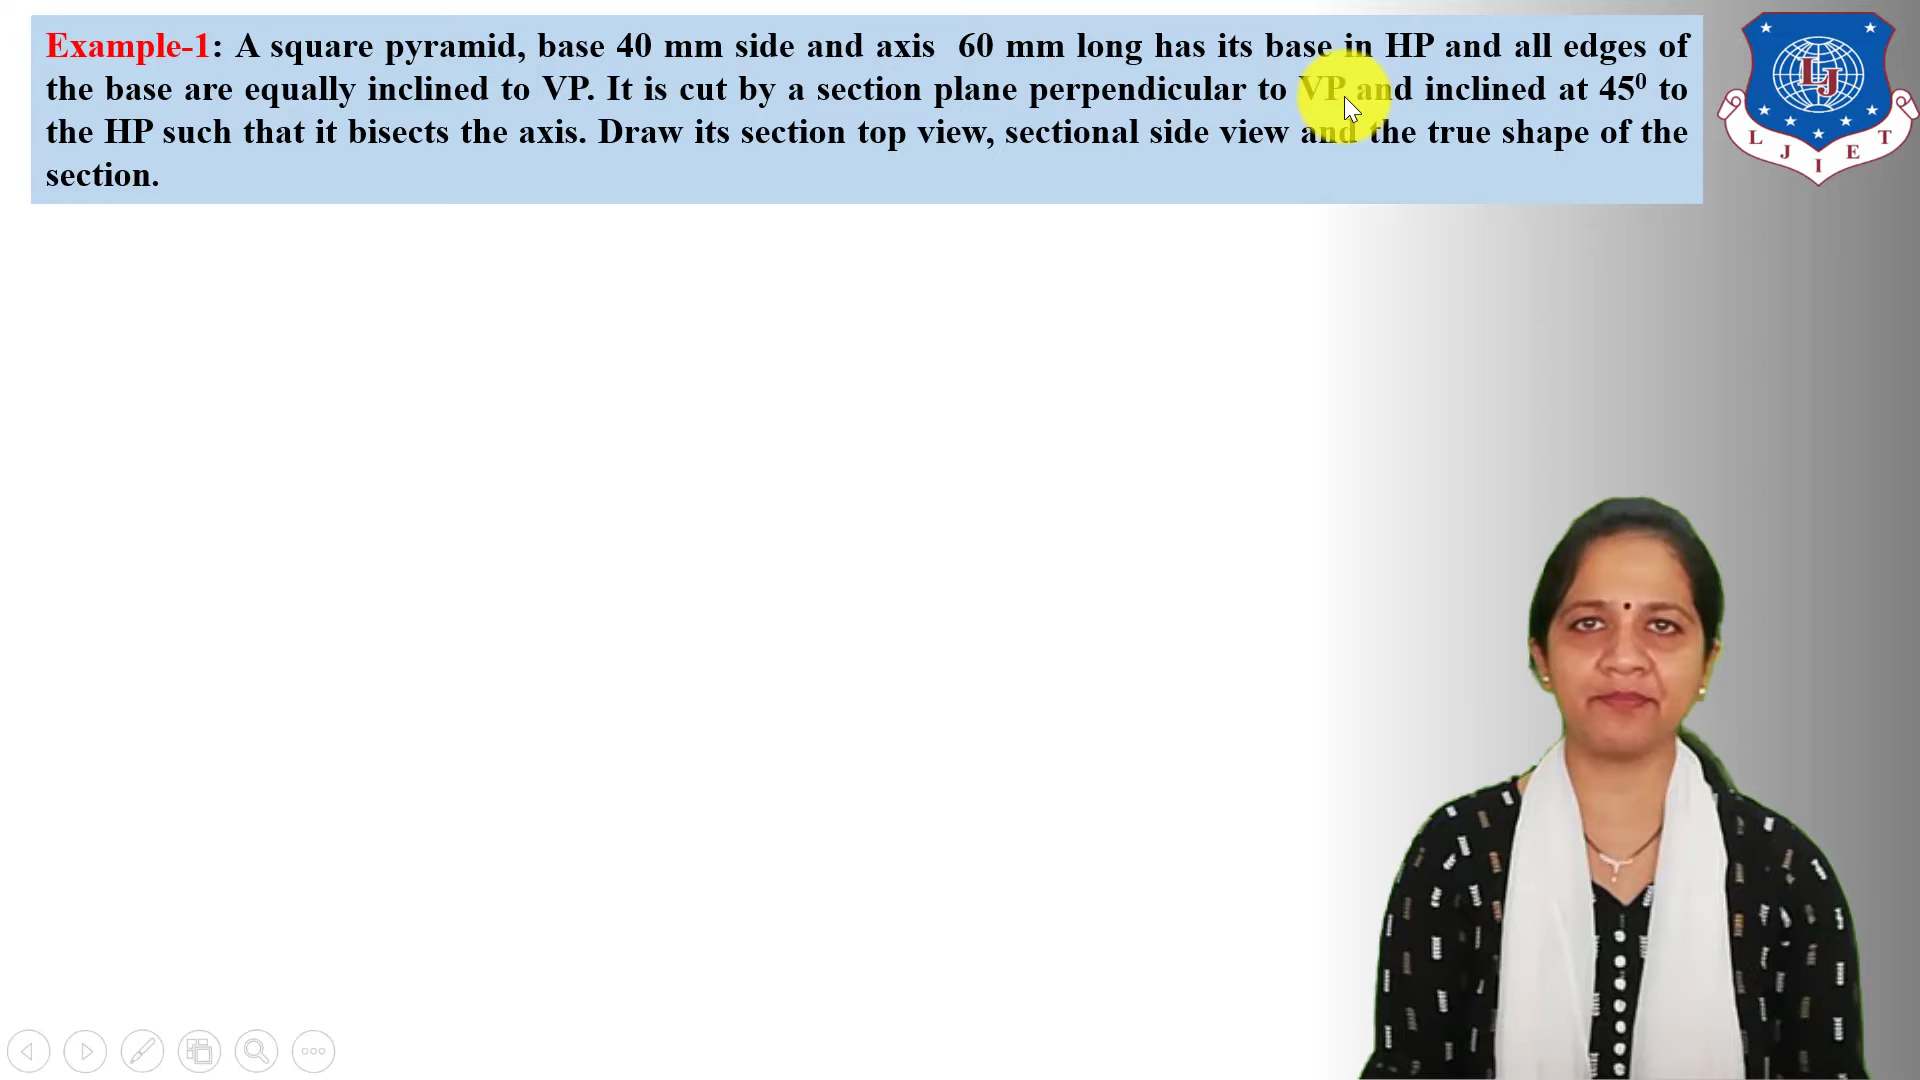 Example-1: A square pyramid, base 40 mm side and axis 60 mm long has its base in HP and all edges of
the base are equally inclined to VP. It is cut by a section plane perpendicular to VP and inclined at 45⁰ to
the HP such that it bisects the axis. Draw its section top view, sectional side view and the true shape of the
section.
LJ
L J I E T